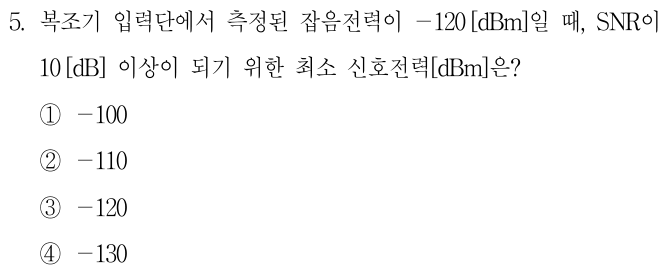 5. 복조기 입력단에서 측정된 잡음전력이 -120[dBm]일 때, SNR이
10[dB] 이상이 되기 위한 최소 신호전력[dBm]은?
① -100
② -110
③ -120
④ -130